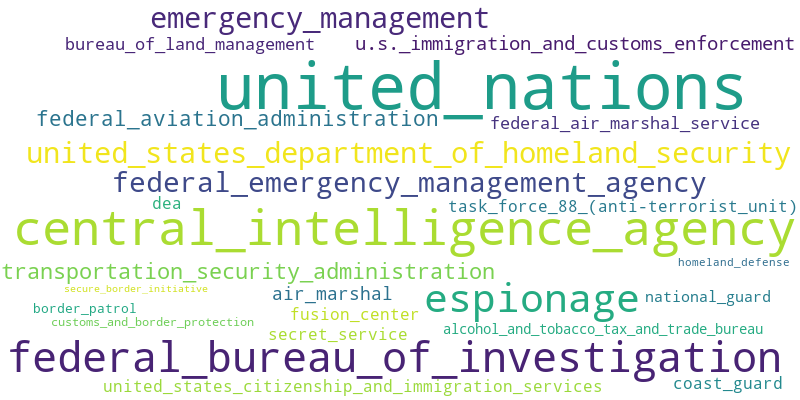 emergency_management
bureau_of_land_management
u.s._immigration_and_customs_enforcement
united_nations
federal_aviation_administration
federal_air_marshal_service
united_states_department_of_homeland_security
federal_emergency_management_agency
dea
task_force_88_(anti-terrorist_unit)
central_intelligence_agency
homeland_defense
transportation_security_administration
secure_border_initiative
air_marshal
espionage
national_guard
border_patrol
fusion_center
customs_and_border_protection
secret_service
alcohol_and_tobacco_tax_and_trade_bureau
federal_bureau_of_investigation
united_states_citizenship_and_immigration_services
coast_guard